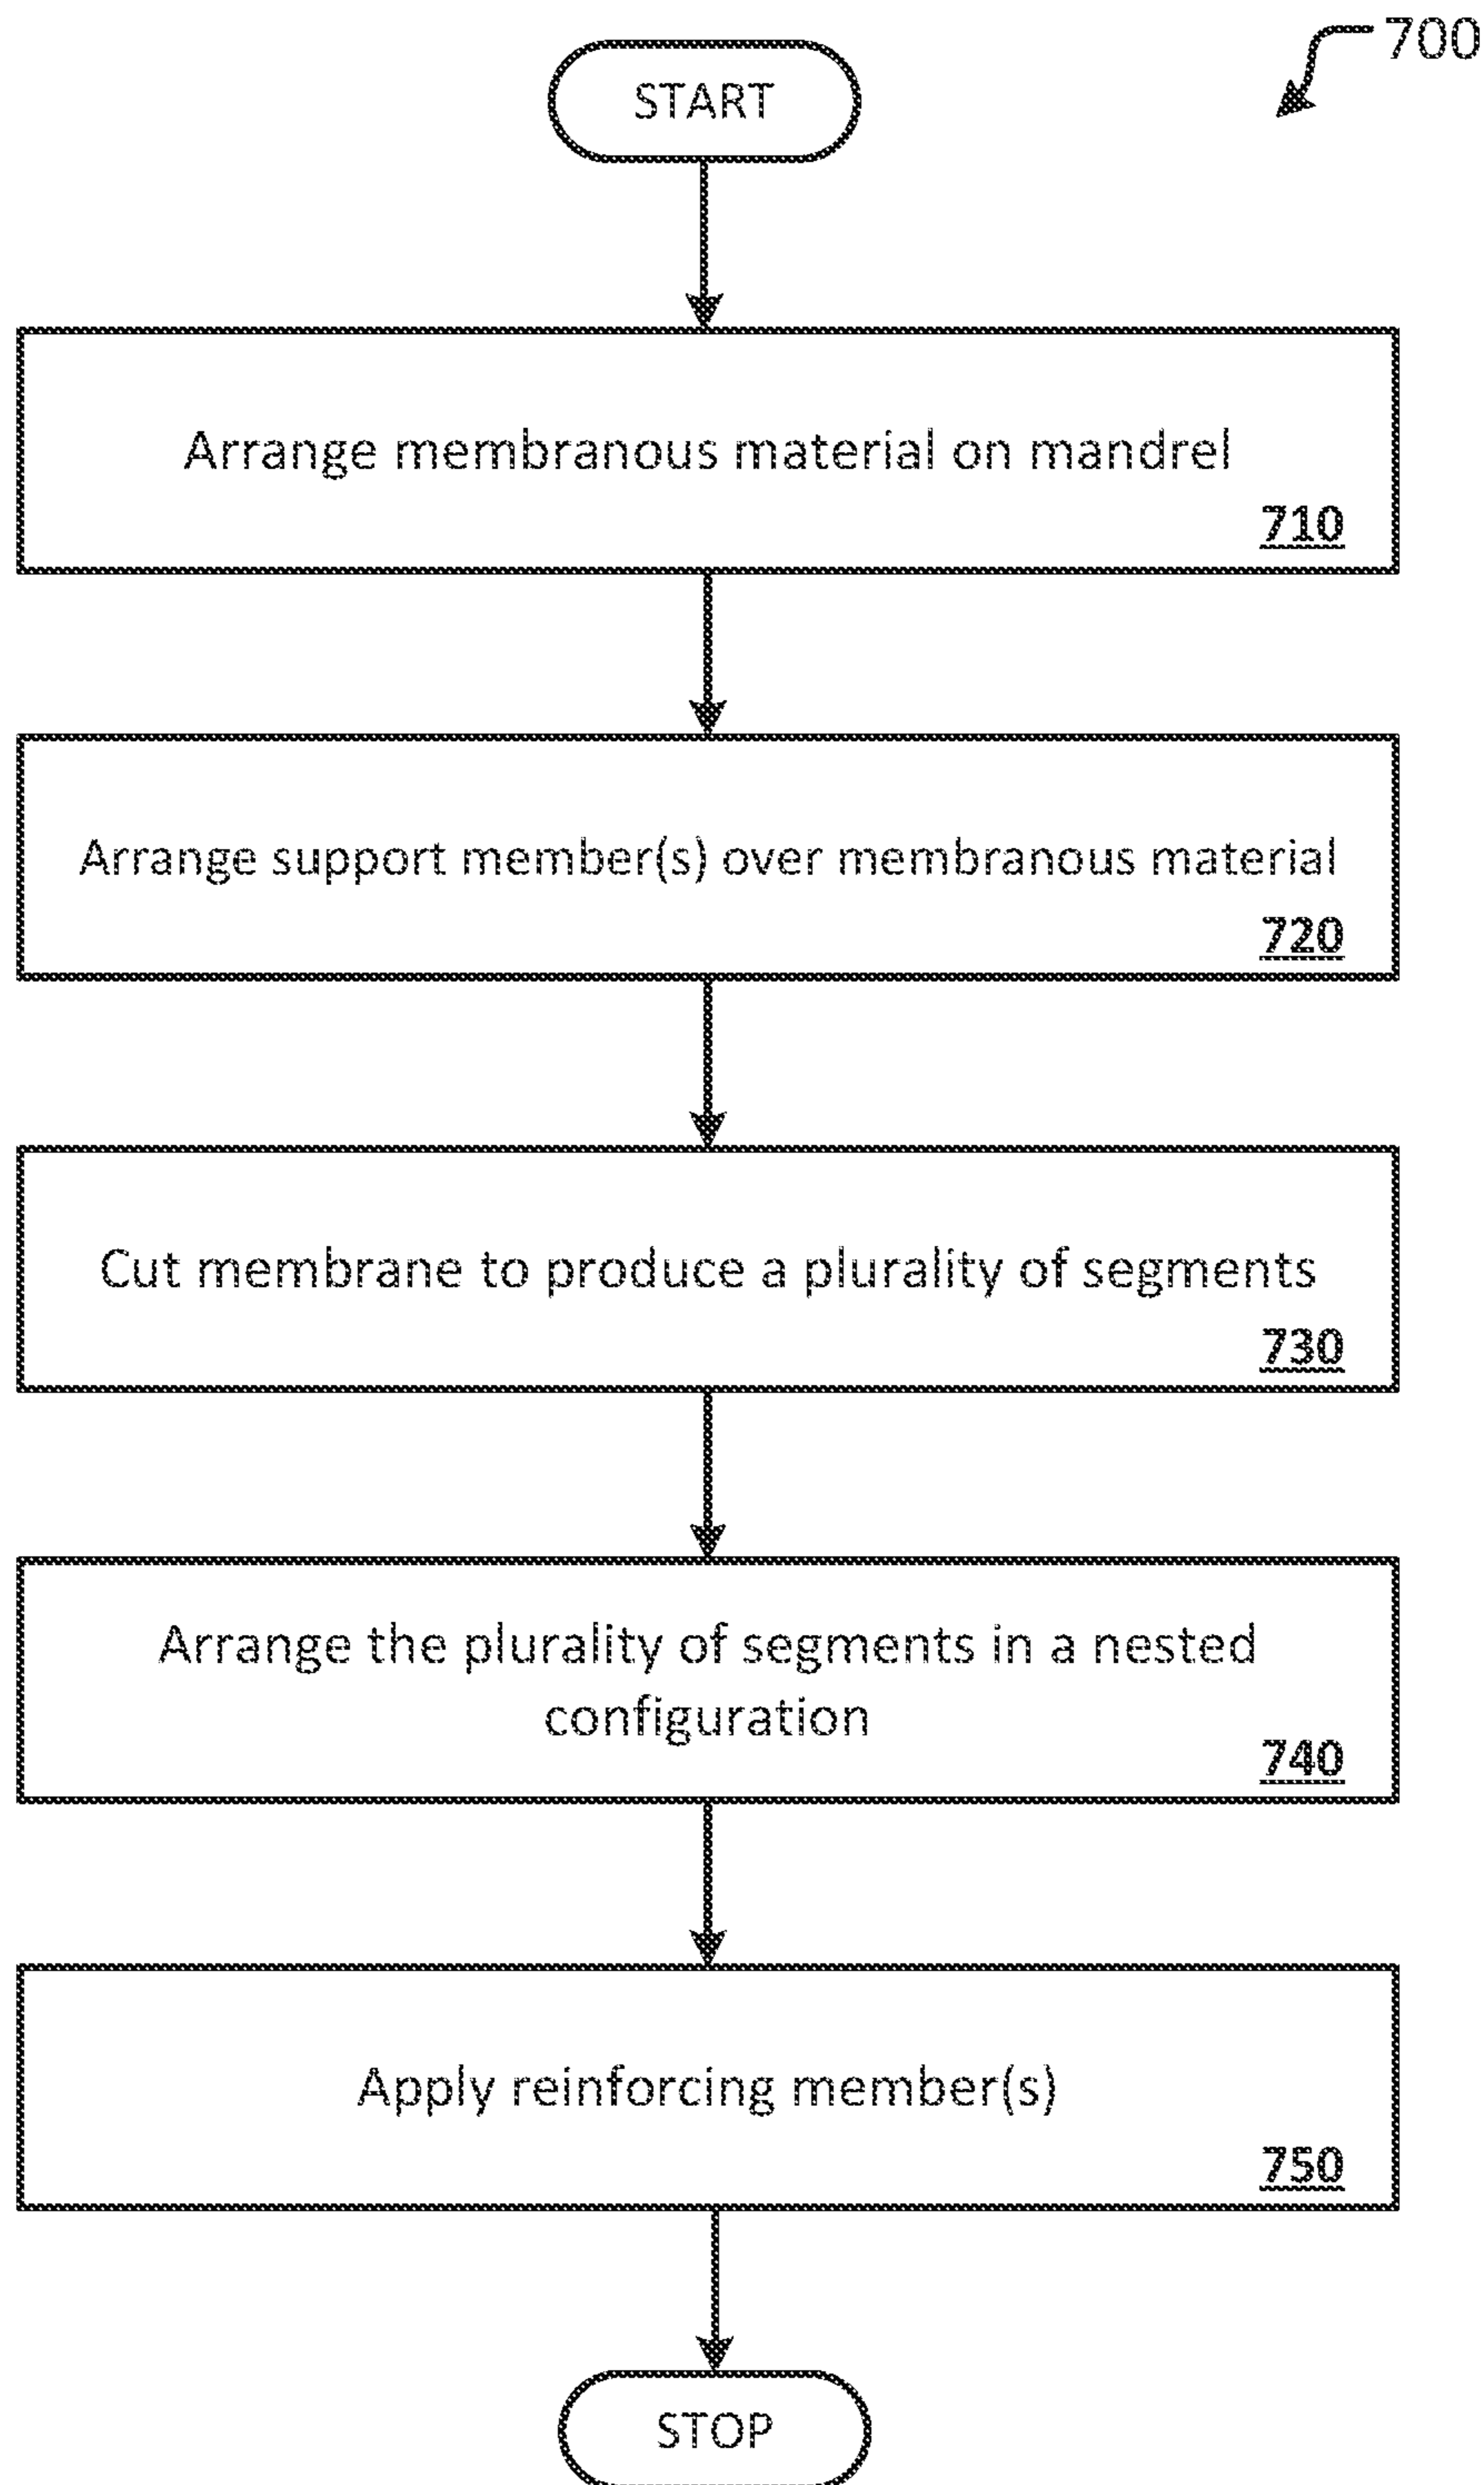 700
START
Arrange membranous material on mandrel
710
Arrange support member(s) over membranous material
720
Cut membrane to produce a plurality of segments
730
Arrange the plurality of segments in a nested
configuration
740
Apply reinforcing member(s)
750
STOP